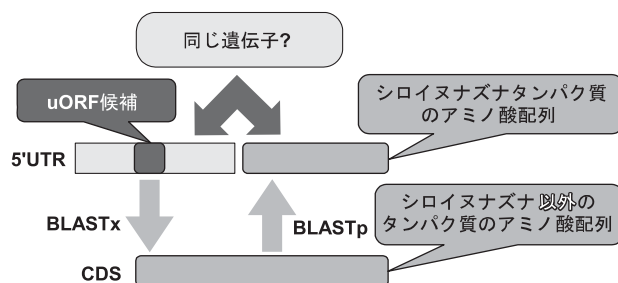 同じ遺伝子?
uORF候補
シロイヌナズナタンパク質
のアミノ酸配列
5'UTR
BLASTx
BLASTp
シロイヌナズナ以外の
タンパク質のアミノ酸配列
CDS